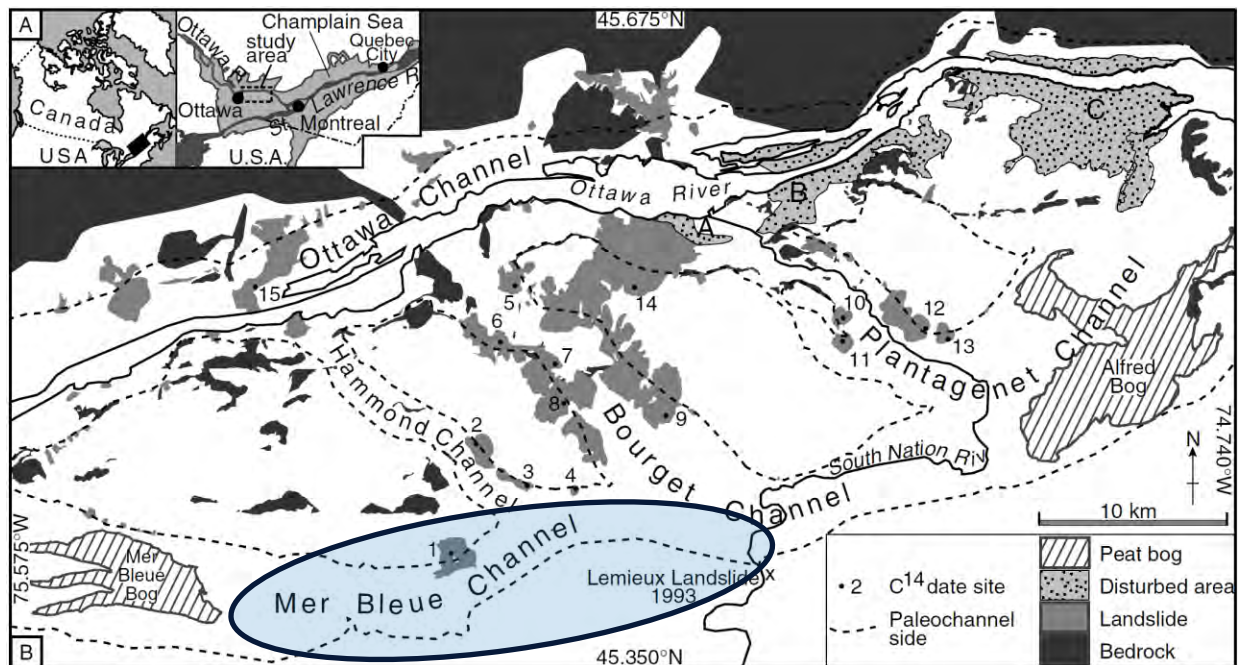 A
45.675°N
Canada
USA
Ottawa R.
study area
Champlain Sea
Quebec City
Ottawa
St. Lawrence R
Montreal
U.S.A.
Ottawa Channel
Ottawa River
A
B
C
15
5
14
6
7
8
9
10
11
12
13
2
3
4
1
Hammond Channel
Bourget Channel
Plantagenet Channel
Alfred Bog
South Nation Riv
74.740°W
N
10 km
75.575°W
Mer Bleue Bog
Mer Bleue Channel
Lemieux Landslide x
1993
• 2 C14 date site
Paleochannel side
Peat bog
Disturbed area
Landslide
Bedrock
B
45.350°N